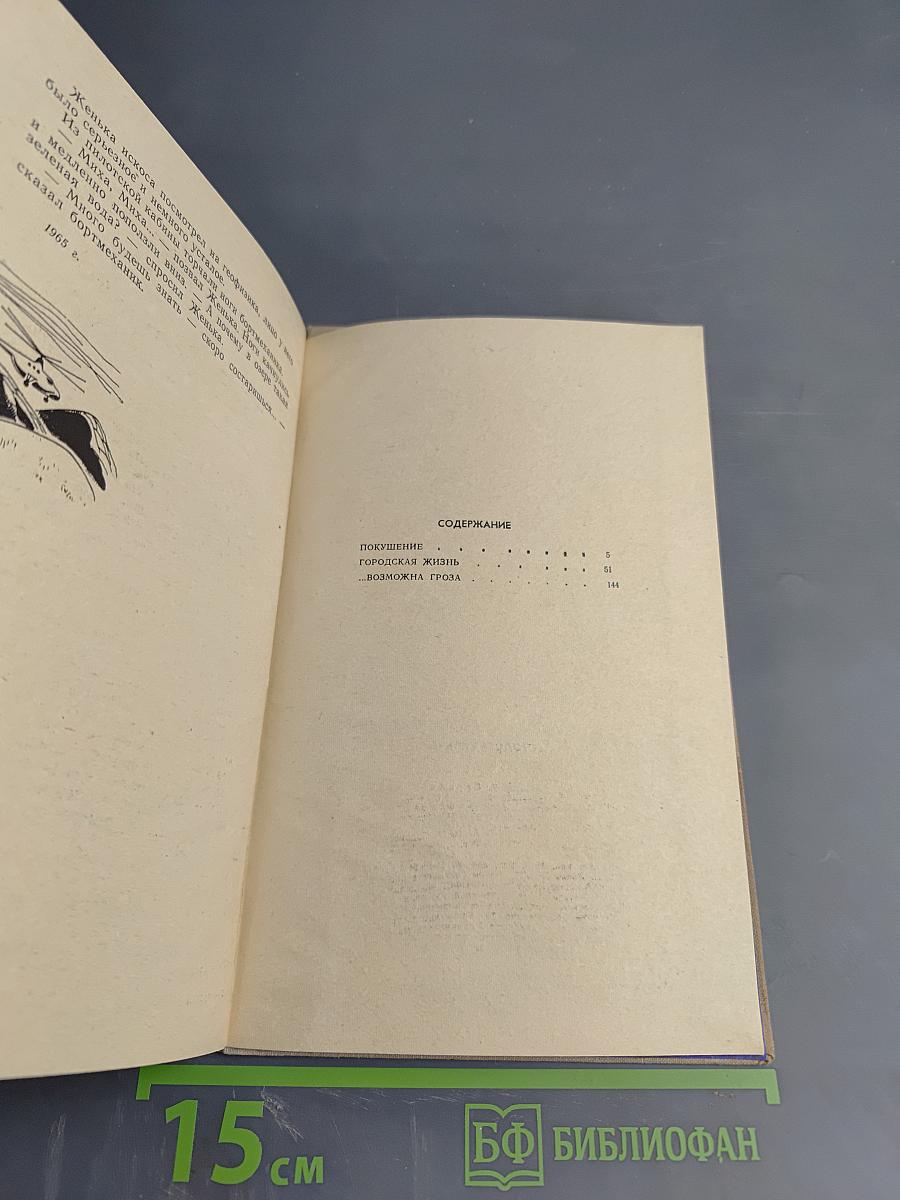 Женька искоса посмотрел на геофизика, лицо у него
было серьезное и немного усталое.
Из пилотской кабины торчали ноги бортмеханика.
— Миха, Миха... — позвал Женька. Ноги качнулись
и медленно поползли вниз. — А почему в озере такая
зеленая вода? — спросил Женька.
— Много будешь знать — скоро состаришься... —
сказал бортмеханик.
1965 г.
СОДЕРЖАНИЕ
ПОКУШЕНИЕ . . . . . . . . . 5
ГОРОДСКАЯ ЖИЗНЬ . . . . . . . 51
...ВОЗМОЖНА ГРОЗА . . . . . . . . 144
15 см
БФ БИБЛИОФАН